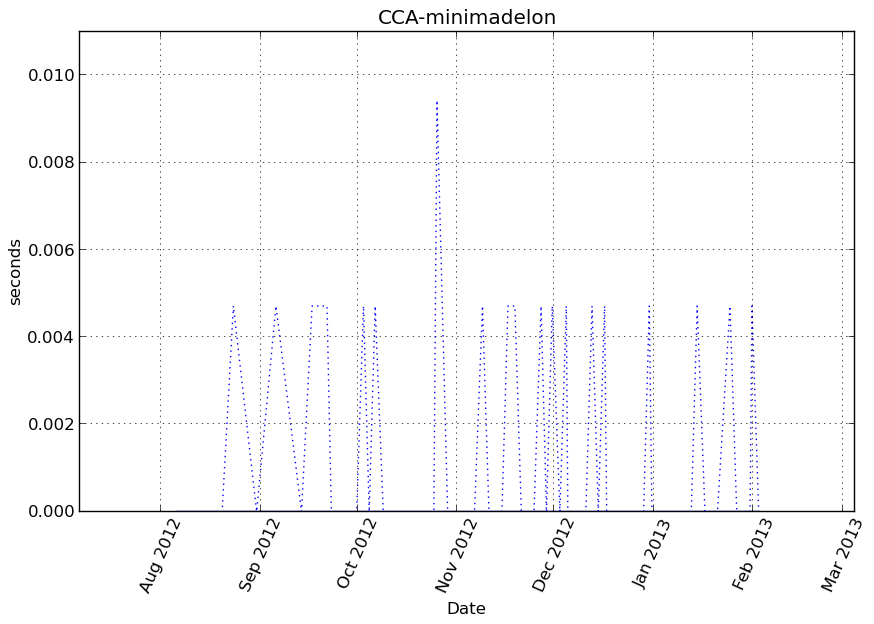 CCA-minimadelon
0.010
0.008
0.006
0.004
0.002
0.000
seconds
Aug 2012
Sep 2012
Oct 2012
Nov 2012
Dec 2012
Jan 2013
Feb 2013
Mar 2013
Date